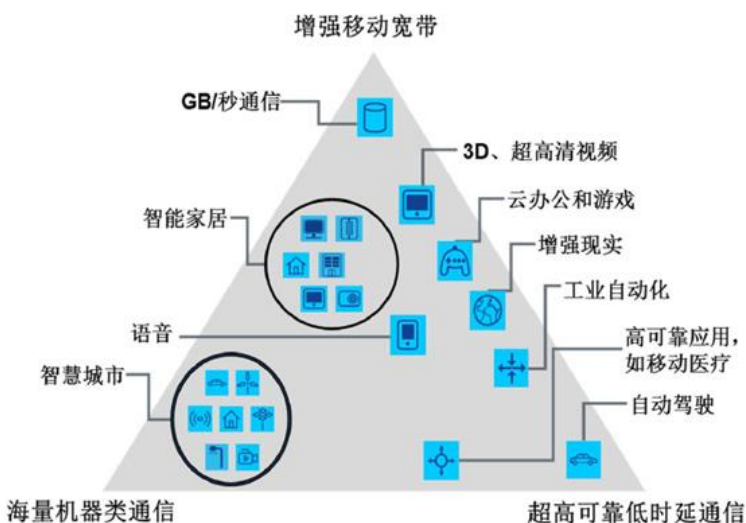 增强移动宽带
GB/秒通信
3D、超高清视频
智能家居
云办公和游戏
增强现实
工业自动化
语音
高可靠应用，
如移动医疗
智慧城市
自动驾驶
海量机器类通信
超高可靠低时延通信